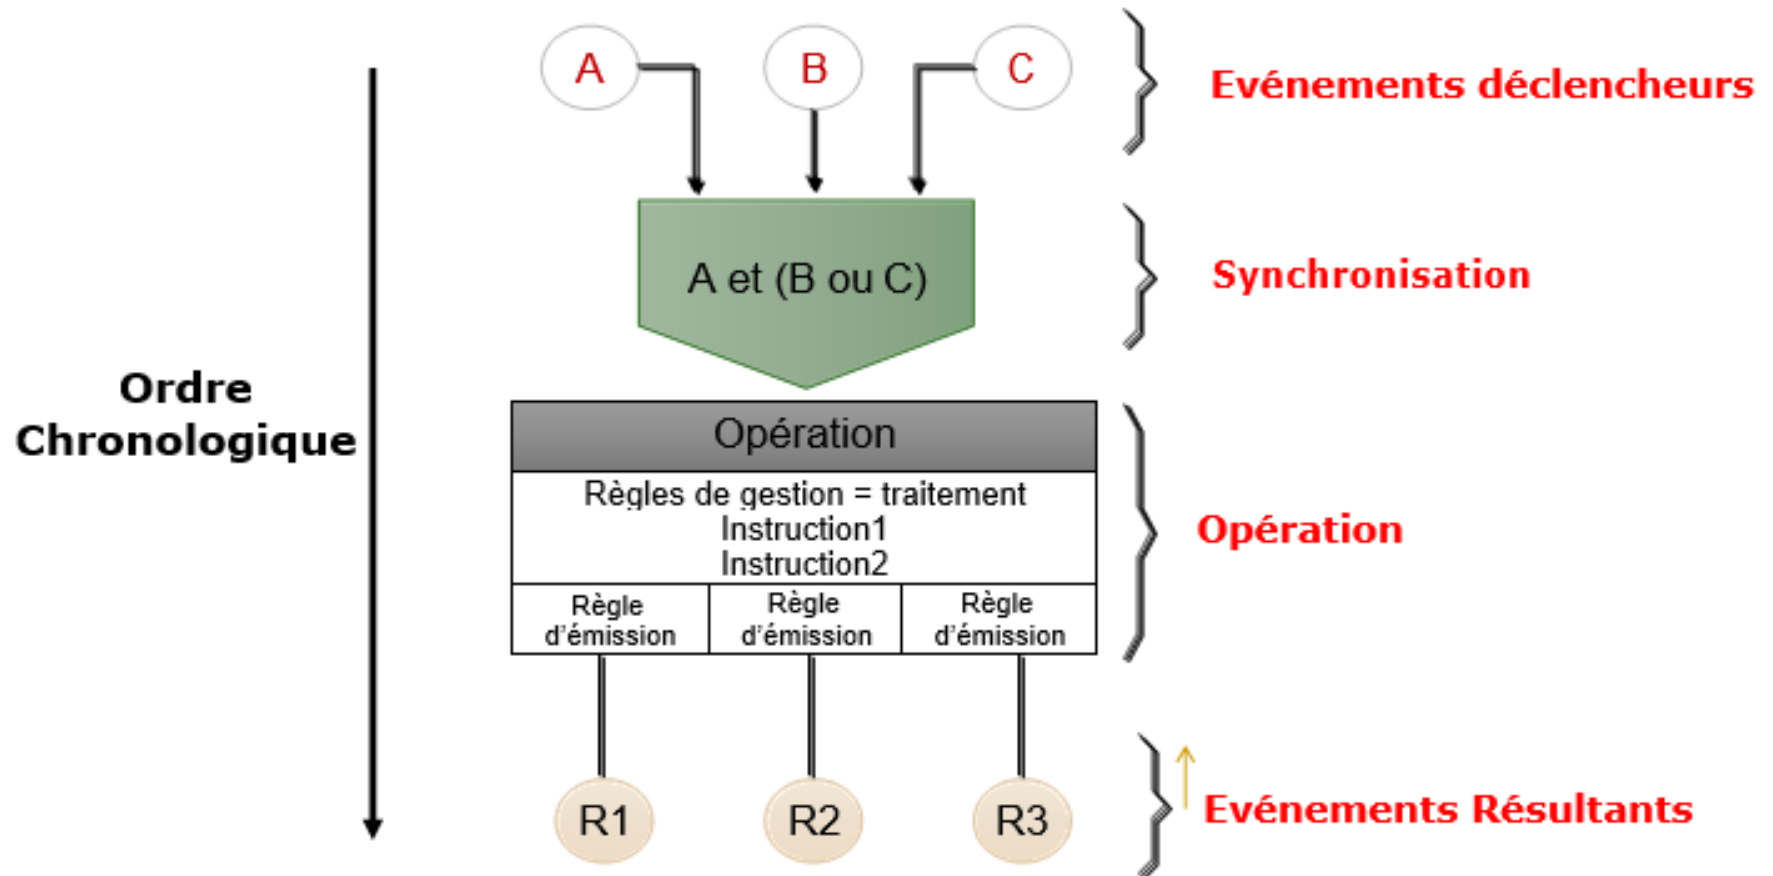 A
B
C
Evénements déclencheurs
A et (B ou C)
Synchronisation
Ordre
Chronologique
Opération
Règles de gestion = traitement
Instruction1
Instruction2
Opération
Règle
d'émission
Règle
d'émission
Règle
d'émission
R1
R2
R3
Evénements Résultants